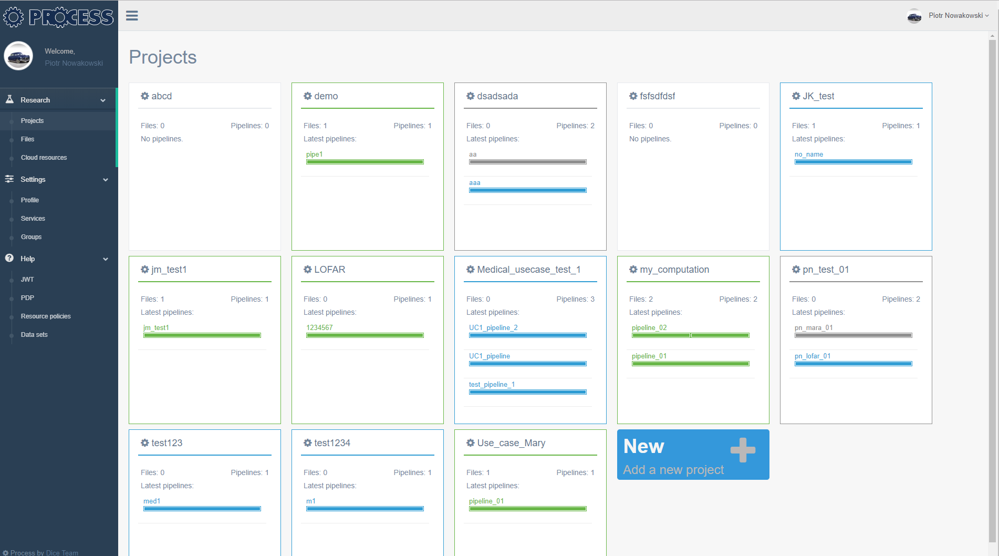 PROCESS
Piotr Nowakowski
Welcome,
Piotr Nowakowski
Research
Projects
Files
Cloud resources
Settings
Profile
Services
Groups
Help
JWT
PDP
Resource policies
Data sets
Process by Dice Team
Projects
abcd
Files: 0 Pipelines: 0
No pipelines.
demo
Files: 1 Pipelines: 1
Latest pipelines:
pipe1
dsadsada
Files: 0 Pipelines: 2
Latest pipelines:
aa
aaa
fsfsdfdsf
Files: 0 Pipelines: 0
No pipelines.
JK_test
Files: 1 Pipelines: 1
Latest pipelines:
no_name
jm_test1
Files: 1 Pipelines: 1
Latest pipelines:
jm_test1
LOFAR
Files: 0 Pipelines: 1
Latest pipelines:
1234567
Medical_usecase_test_1
Files: 0 Pipelines: 3
Latest pipelines:
UC1_pipeline_2
UC1_pipeline
test_pipeline_1
my_computation
Files: 2 Pipelines: 2
Latest pipelines:
pipeline_02
pipeline_01
pn_test_01
Files: 0 Pipelines: 2
Latest pipelines:
pn_mara_01
pn_lofar_01
test123
Files: 0 Pipelines: 1
Latest pipelines:
med1
test1234
Files: 0 Pipelines: 1
Latest pipelines:
m1
Use_case_Mary
Files: 1 Pipelines: 1
Latest pipelines:
pipeline_01
New
Add a new project